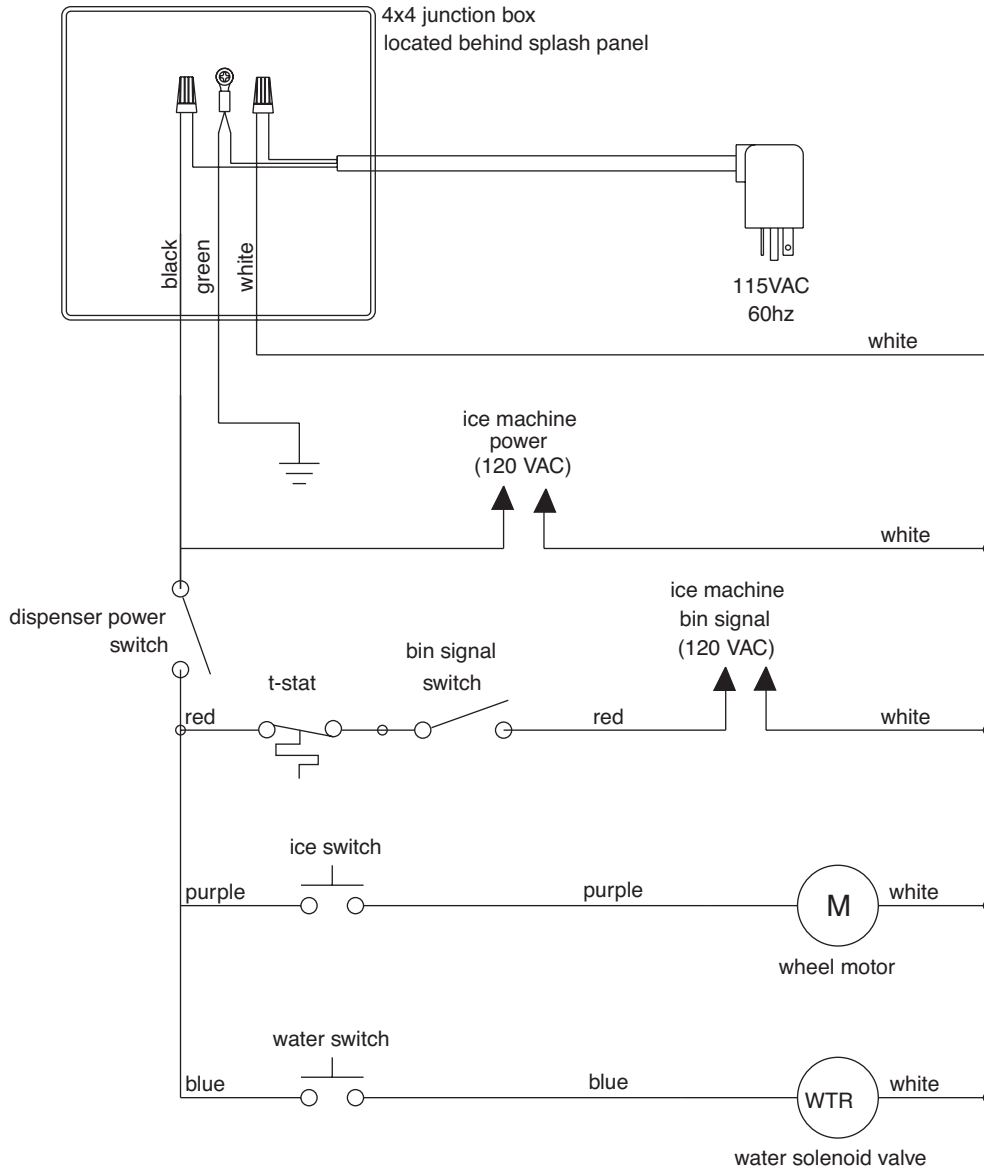 4x4 junction box
located behind splash panel
black
green
white
115VAC
60hz
white
ice machine
power
(120 VAC)
white
dispenser power
switch
ice machine
bin signal
(120 VAC)
bin signal
switch
t-stat
red
red
white
ice switch
purple
purple
M
white
wheel motor
water switch
blue
blue
WTR
white
water solenoid valve